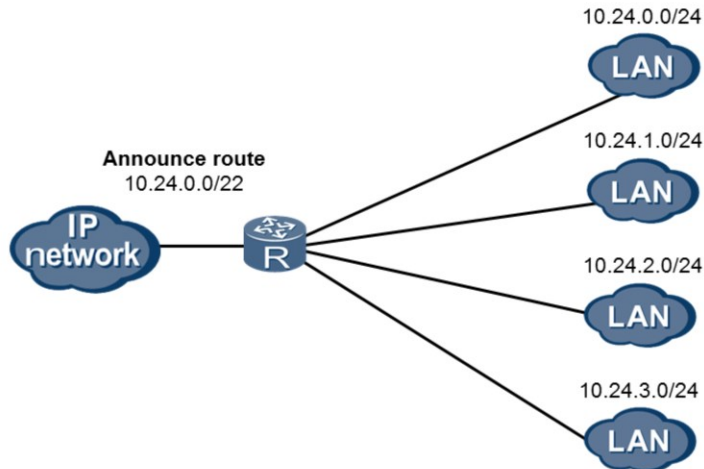 10.24.0.0/24
LAN
10.24.1.0/24
LAN
Announce route
10.24.0.0/22
IP
network
R
10.24.2.0/24
LAN
10.24.3.0/24
LAN